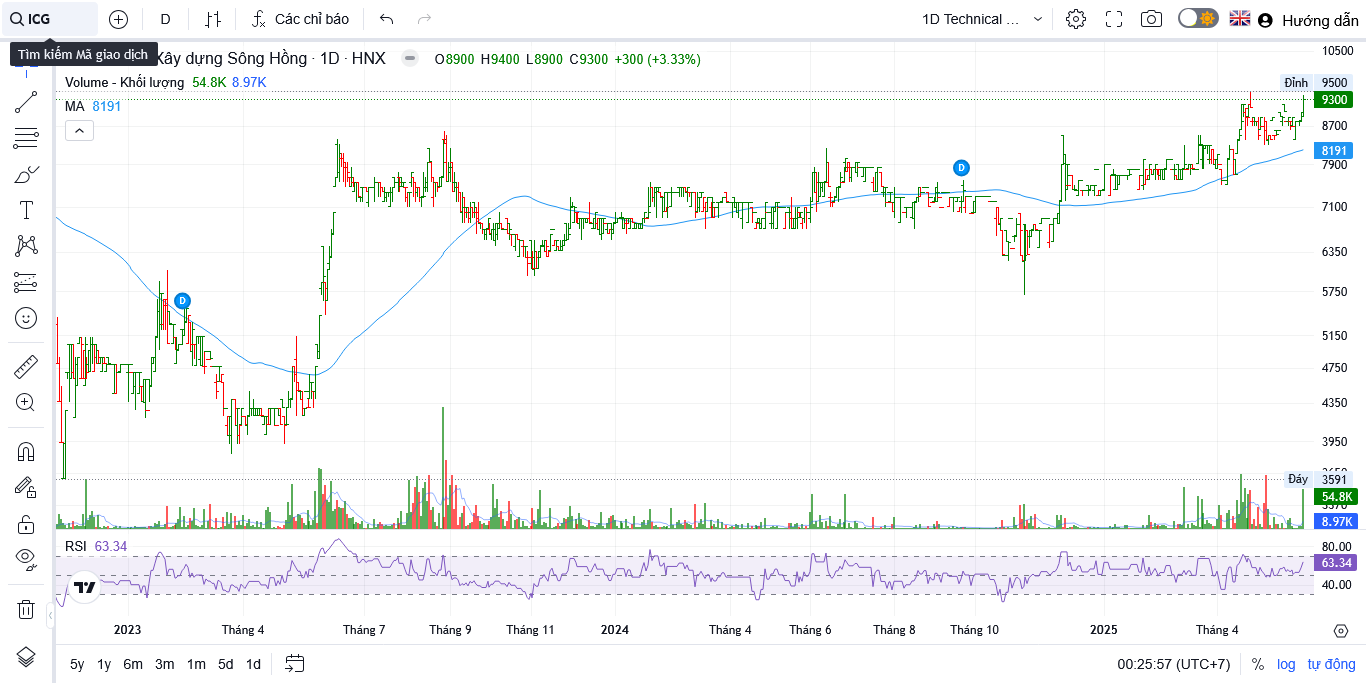 ICG
D
Các chỉ báo
1D Technical ...
Hướng dẫn
Tìm kiếm Mã giao dịch
Xây dựng Sông Hồng · 1D · HNX
O8900 H9400 L8900 C9300 +300 (+3.33%)
Volume - Khối lượng 54.8K 8.97K
MA 8191
10500
Đỉnh 9500
9300
8700
8191
7900
7100
6350
5750
5150
4750
4350
3950
Đáy 3591
54.8K
8.97K
D
D
RSI 63.34
80.00
63.34
40.00
2023 Tháng 4 Tháng 7 Tháng 9 Tháng 11 2024 Tháng 4 Tháng 6 Tháng 8 Tháng 10 2025 Tháng 4
5y 1y 6m 3m 1m 5d 1d
00:25:57 (UTC+7) % log tự động